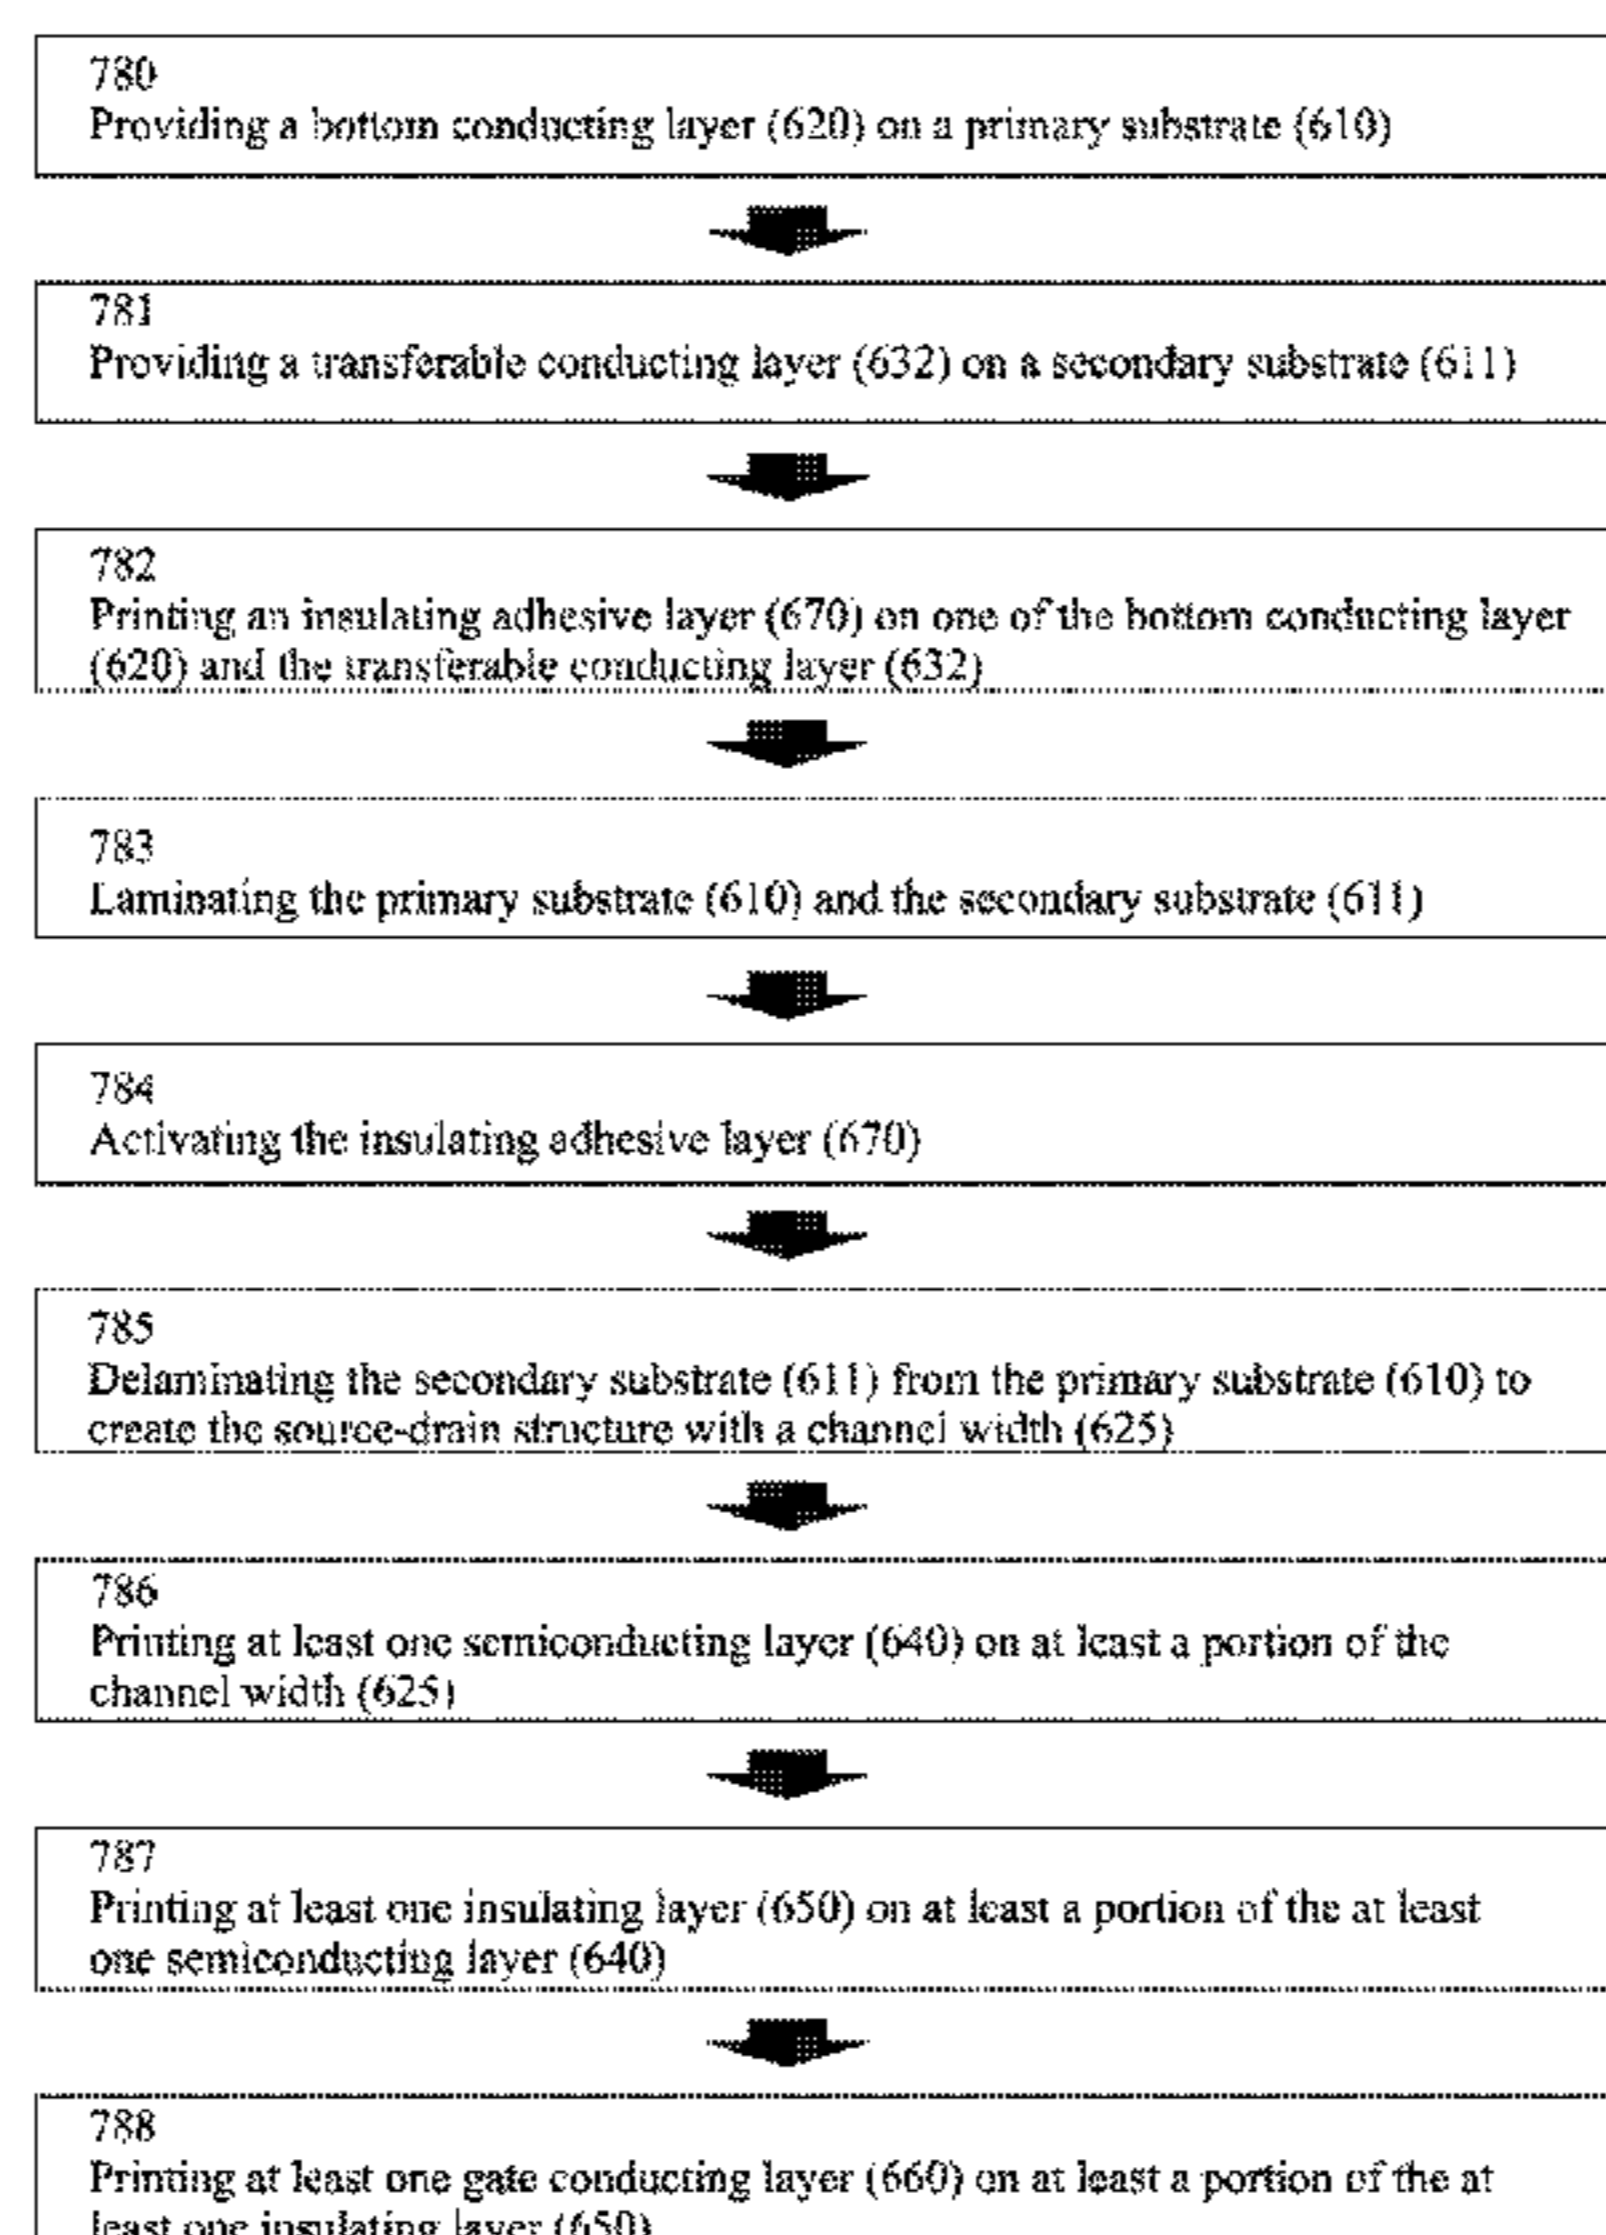 780
Providing a bottom conducting layer (620) on a primary substrate (610)
781
Providing a transferable conducting layer (632) on a secondary substrate (611)
782
Printing an insulating adhesive layer (670) on one of the bottom conducting layer
(620) and the transferable conducting layer (632)
783
Laminating the primary substrate (610) and the secondary substrate (611)
784
Activating the insulating adhesive layer (670)
785
Delaminating the secondary substrate (611) from the primary substrate (610) to
create the source-drain structure with a channel width (625)
786
Printing at least one semiconducting layer (640) on at least a portion of the
channel width (625)
787
Printing at least one insulating layer (650) on at least a portion of the at least
one semiconducting layer (640)
788
Printing at least one gate conducting layer (660) on at least a portion of the at
least one insulating layer (650)